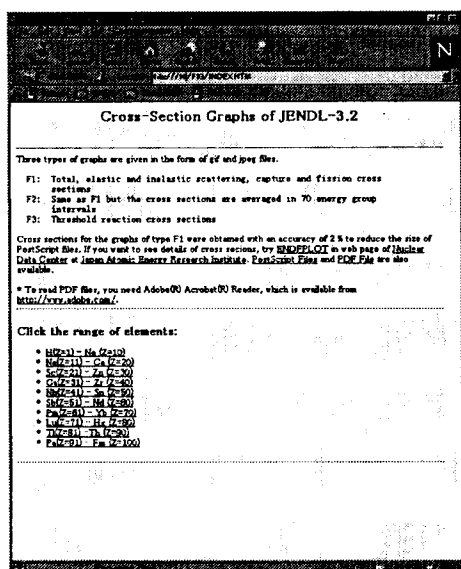 N
file:///H|/FIG/INDEX.HTM
Cross-Section Graphs of JENDL-3.2
Three types of graphs are given in the form of gif and jpeg files.
F1: Total, elastic and inelastic scattering, capture and fission cross
sections
F2: Same as F1 but the cross sections are averaged in 70 energy group
intervals
F3: Threshold reaction cross sections
Cross sections for the graphs of type F1 were obtained with an accuracy of 2 % to reduce the size of
PostScript files. If you want to see details of cross secions, try ENDFPLOT in web page of Nuclear
Data Center at Japan Atomic Energy Research Institute. PostScript Files and PDF File are also
available.
* To read PDF files, you need Adobe(R) Acrobat(R) Reader, which is available from
http://www.adobe.com/.
Click the range of elements:
* H(Z=1) - Ne (Z=10)
* Na(Z=11) - Ca (Z=20)
* Sc(Z=21) - Zn (Z=30)
* Ga(Z=31) - Zr (Z=40)
* Nb(Z=41) - Sn (Z=50)
* Sb(Z=51) - Nd (Z=60)
* Pm(Z=61) - Yb (Z=70)
* Lu(Z=71) - Hg (Z=80)
* Tl(Z=81) - Th (Z=90)
* Pa(Z=91) - Fm (Z=100)